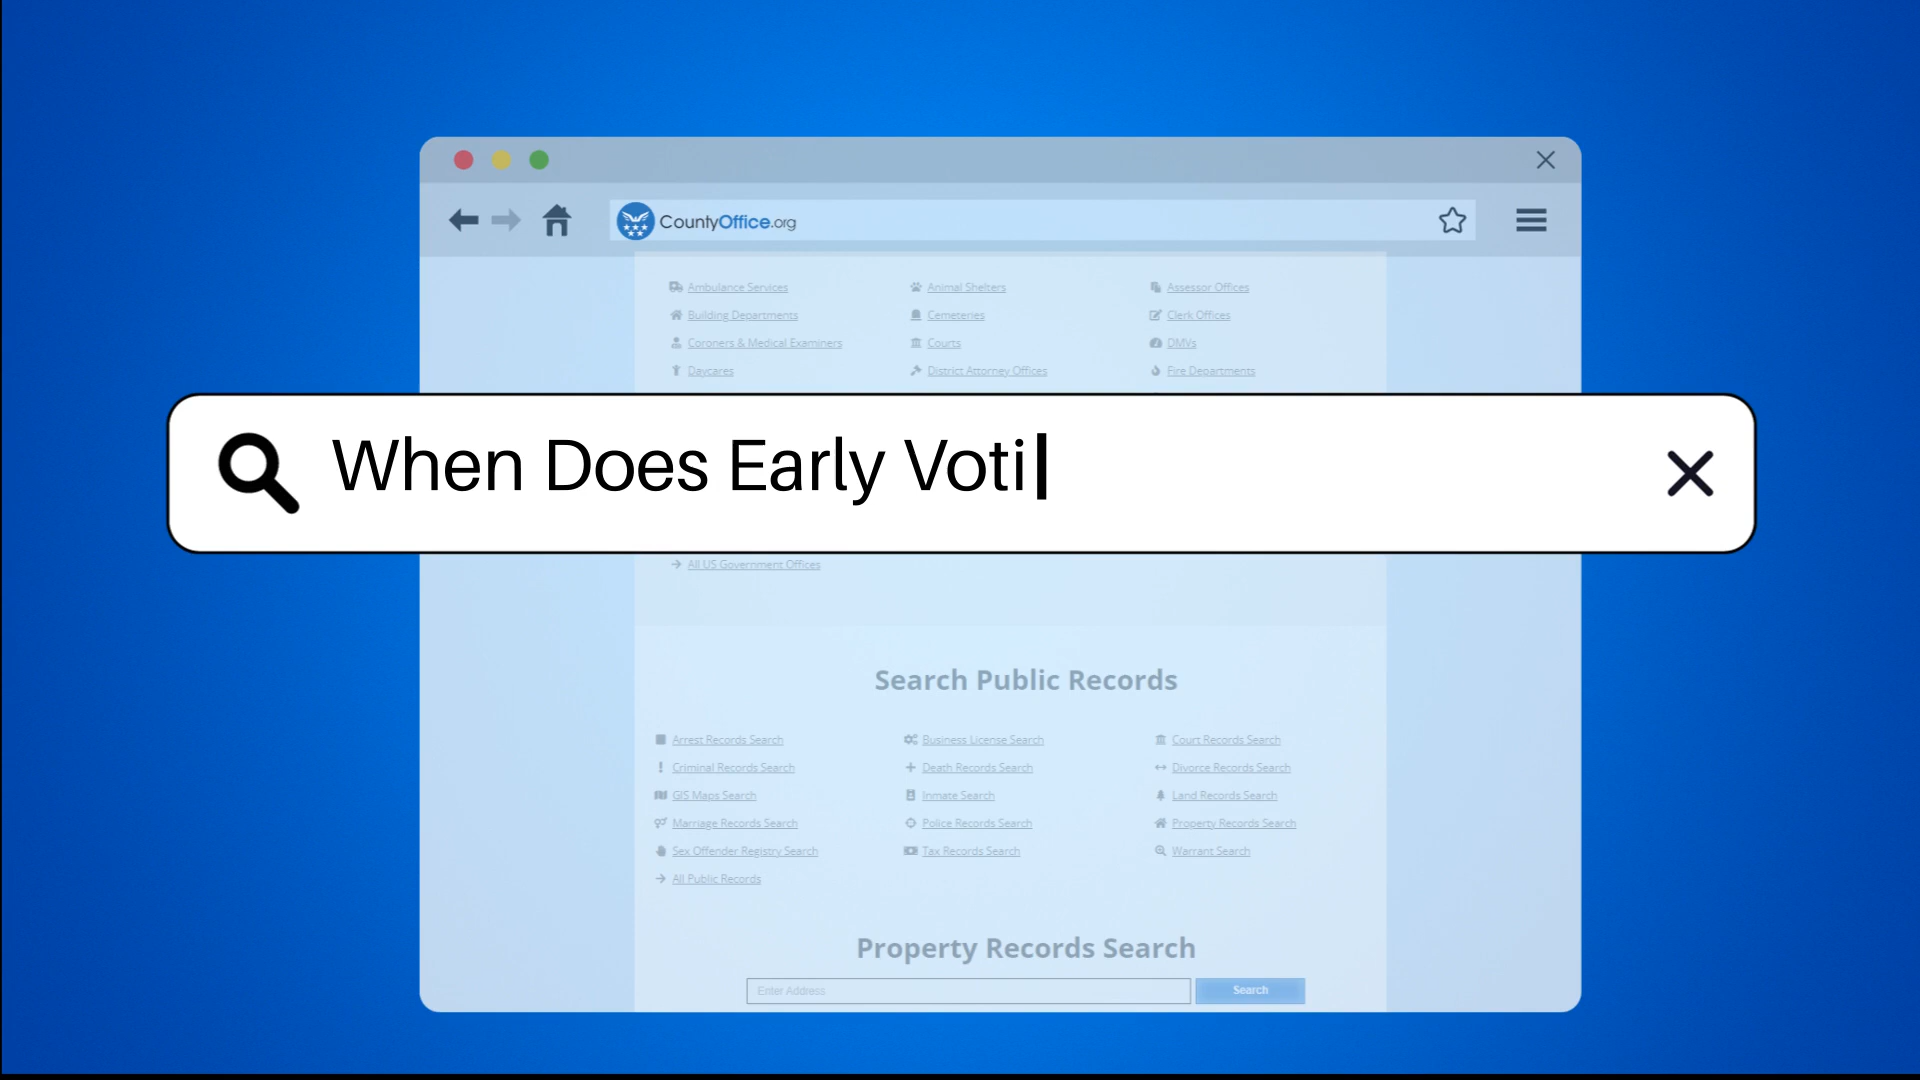 CountyOffice.org
Ambulance Services Animal Shelters Assessor Offices
Building Departments Cemeteries Clerk Offices
Coroners & Medical Examiners Courts DMVs
Daycares District Attorney Offices Fire Departments
When Does Early Voti
All US Government Offices
Search Public Records
Arrest Records Search Business License Search Court Records Search
Criminal Records Search Death Records Search Divorce Records Search
GIS Maps Search Inmate Search Land Records Search
Marriage Records Search Police Records Search Property Records Search
Sex Offender Registry Search Tax Records Search Warrant Search
All Public Records
Property Records Search
Enter Address Search